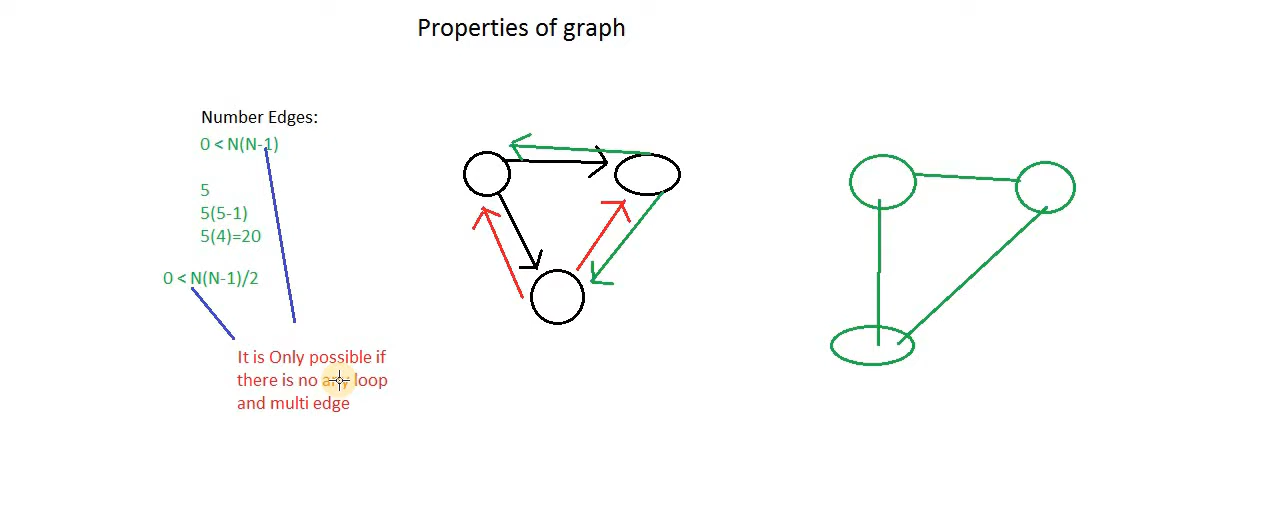 Properties of graph
Number Edges:
0 < N(N-1)
5
5(5-1)
5(4)=20
0 < N(N-1)/2
It is Only possible if
there is no any loop
and multi edge